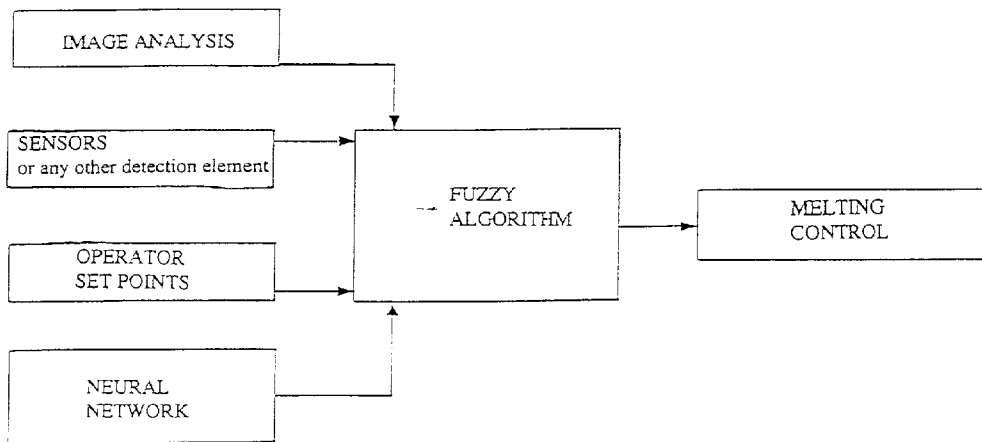 IMAGE ANALYSIS
SENSORS
or any other detection element
OPERATOR
SET POINTS
NEURAL
NETWORK
FUZZY
ALGORITHM
MELTING
CONTROL